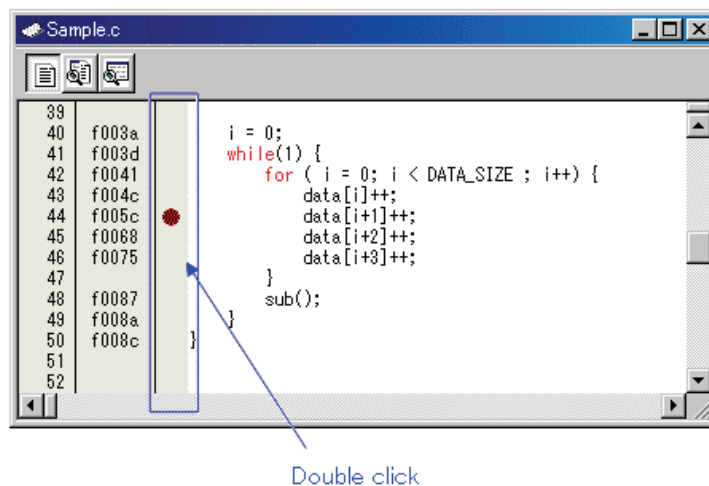 Sample.c
39
40 f003a i = 0;
41 f003d while(1) {
42 f0041 for ( i = 0; i < DATA_SIZE ; i++) {
43 f004c data[i]++;
44 f005c data[i+1]++;
45 f0068 data[i+2]++;
46 f0075 data[i+3]++;
47 }
48 f0087 sub();
49 f008a }
50 f008c }
51
52
Double click